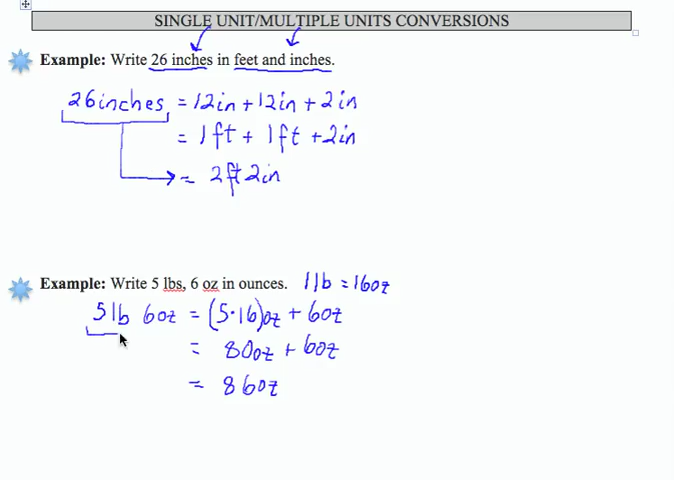 SINGLE UNIT/MULTIPLE UNITS CONVERSIONS
Example: Write 26 inches in feet and inches.
26 inches = 12in + 12in + 2in
= 1ft + 1ft + 2in
= 2ft 2in
Example: Write 5 lbs, 6 oz in ounces. 1lb = 16oz
5lb 6oz = (5·16)oz + 6oz
= 80oz + 6oz
= 86oz